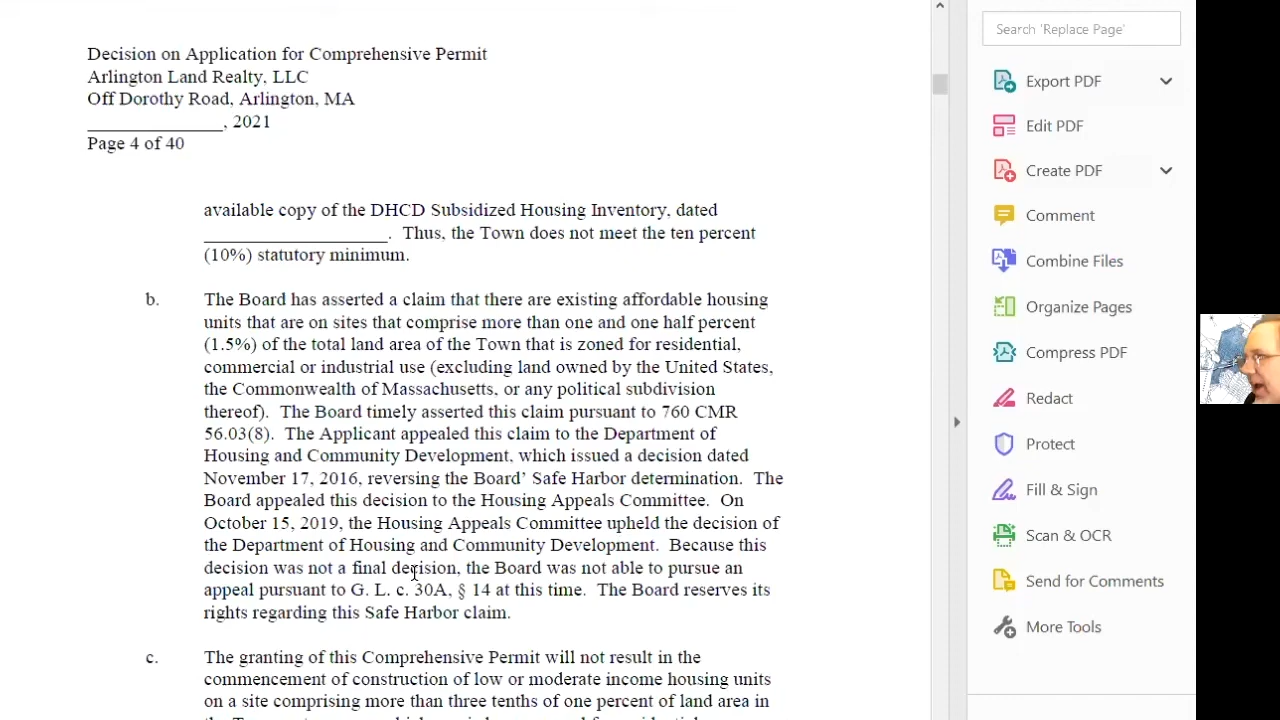 Decision on Application for Comprehensive Permit
Arlington Land Realty, LLC
Off Dorothy Road, Arlington, MA
_____________, 2021
Page 4 of 40
available copy of the DHCD Subsidized Housing Inventory, dated
__________________. Thus, the Town does not meet the ten percent
(10%) statutory minimum.
b. The Board has asserted a claim that there are existing affordable housing
units that are on sites that comprise more than one and one half percent
(1.5%) of the total land area of the Town that is zoned for residential,
commercial or industrial use (excluding land owned by the United States,
the Commonwealth of Massachusetts, or any political subdivision
thereof). The Board timely asserted this claim pursuant to 760 CMR
56.03(8). The Applicant appealed this claim to the Department of
Housing and Community Development, which issued a decision dated
November 17, 2016, reversing the Board’ Safe Harbor determination. The
Board appealed this decision to the Housing Appeals Committee. On
October 15, 2019, the Housing Appeals Committee upheld the decision of
the Department of Housing and Community Development. Because this
decision was not a final decision, the Board was not able to pursue an
appeal pursuant to G. L. c. 30A, § 14 at this time. The Board reserves its
rights regarding this Safe Harbor claim.
c. The granting of this Comprehensive Permit will not result in the
commencement of construction of low or moderate income housing units
on a site comprising more than three tenths of one percent of land area in
Search 'Replace Page'
Export PDF
Edit PDF
Create PDF
Comment
Combine Files
Organize Pages
Compress PDF
Redact
Protect
Fill & Sign
Scan & OCR
Send for Comments
More Tools